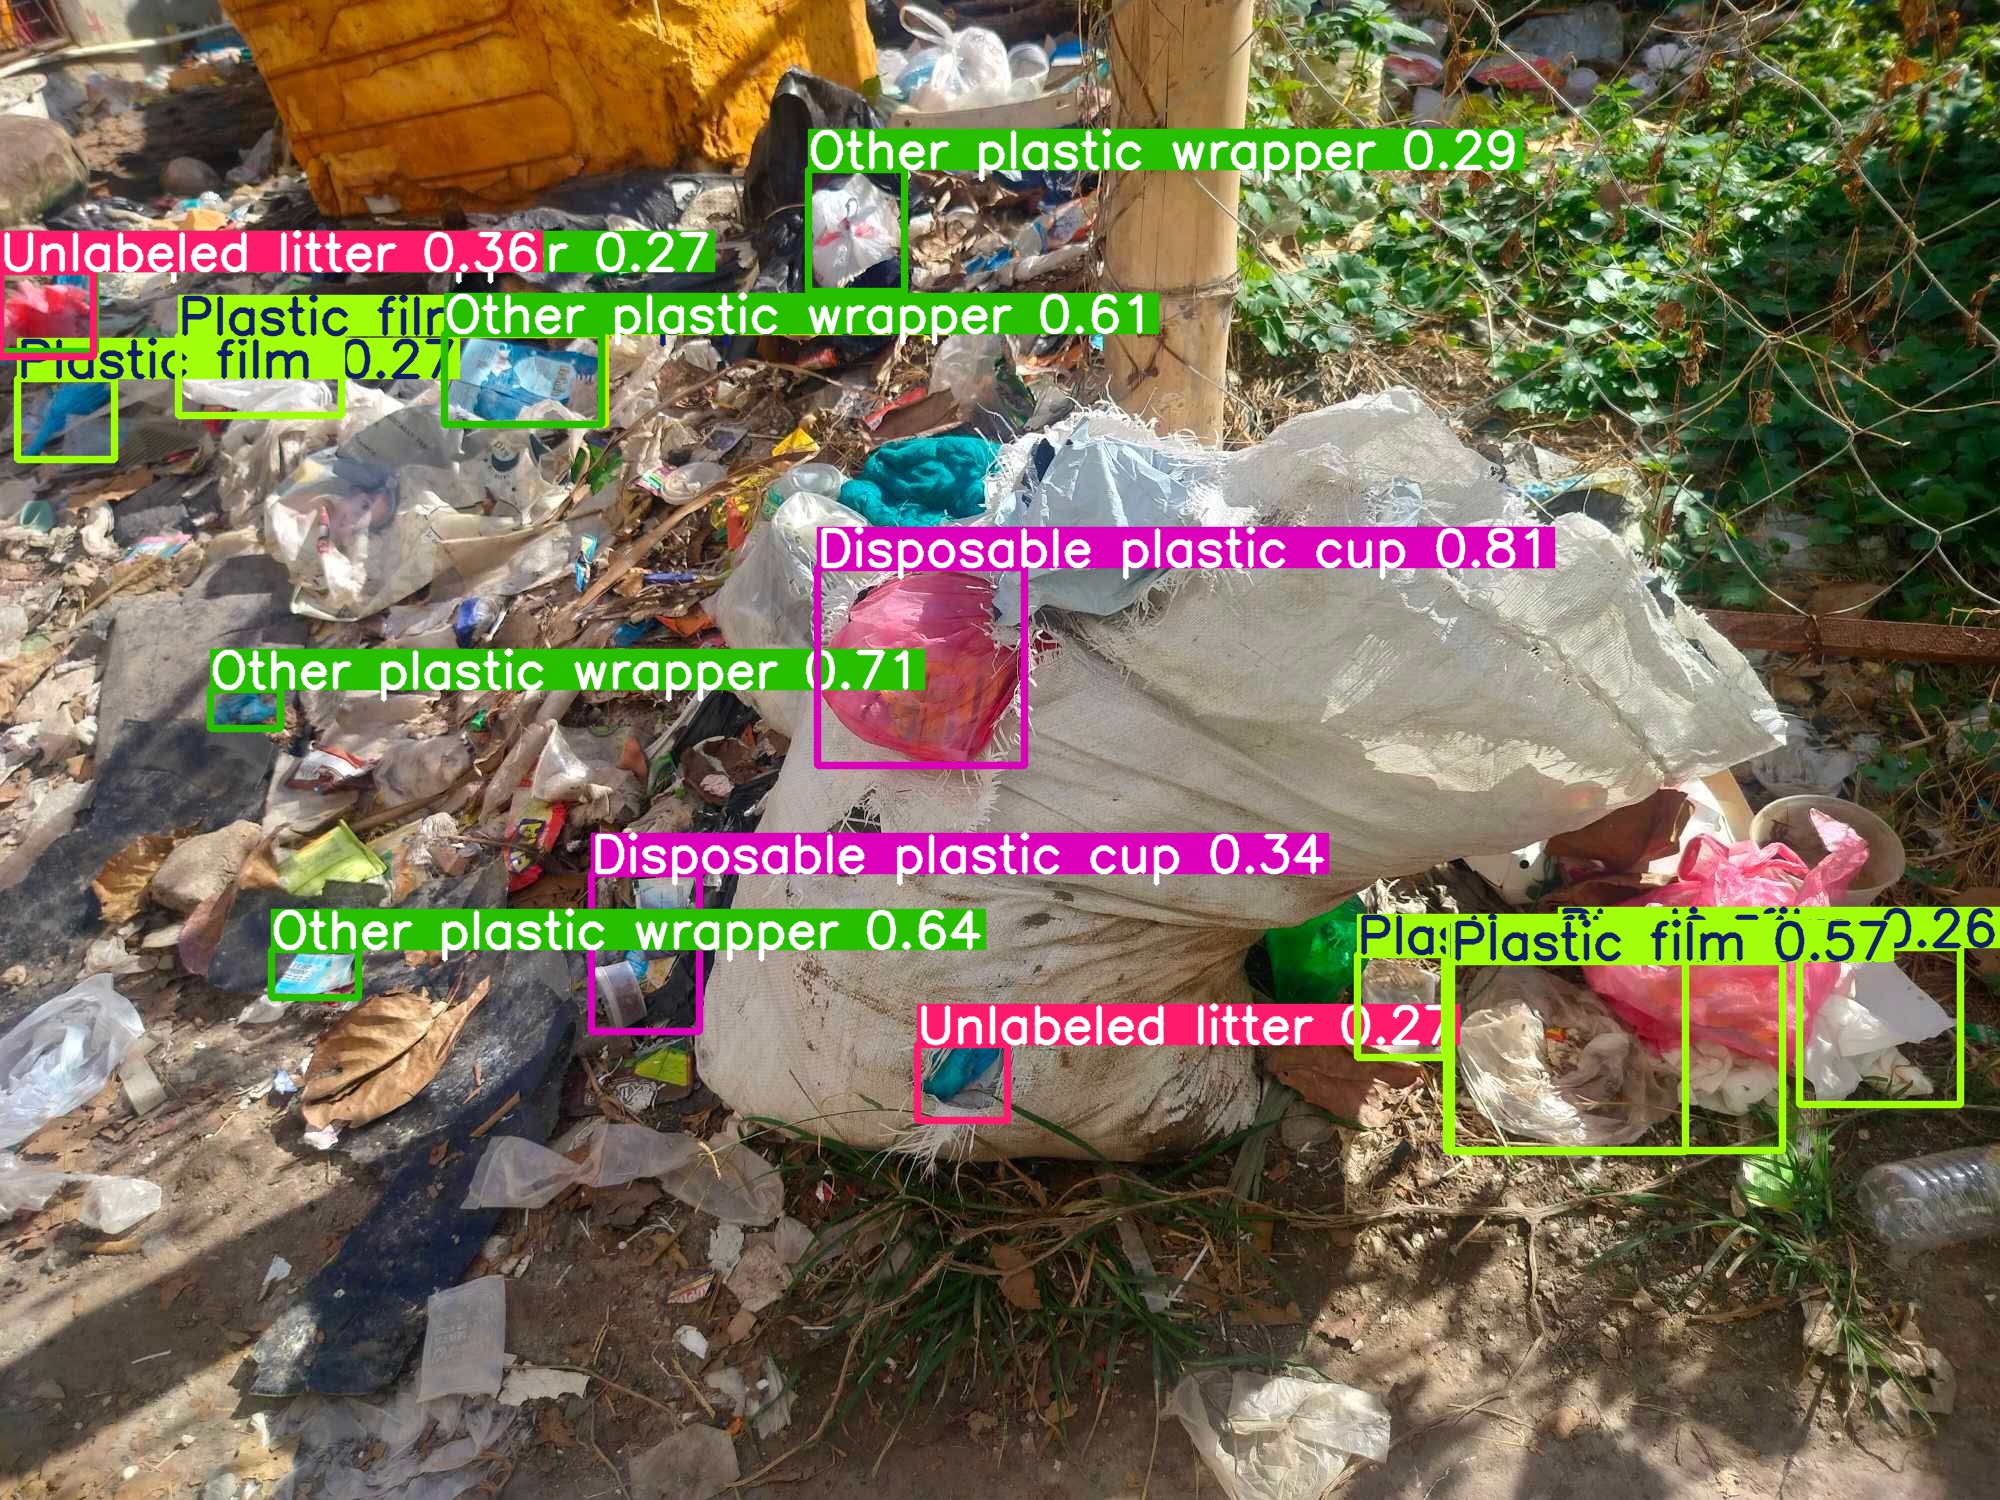 Other plastic wrapper 0.29
Unlabeled litter 0.36
r 0.27
Plastic film
Other plastic wrapper 0.61
Plastic film 0.27
Disposable plastic cup 0.81
Other plastic wrapper 0.71
Disposable plastic cup 0.34
Other plastic wrapper 0.64
Plas
Plastic film 0.57
0.26
Unlabeled litter 0.27